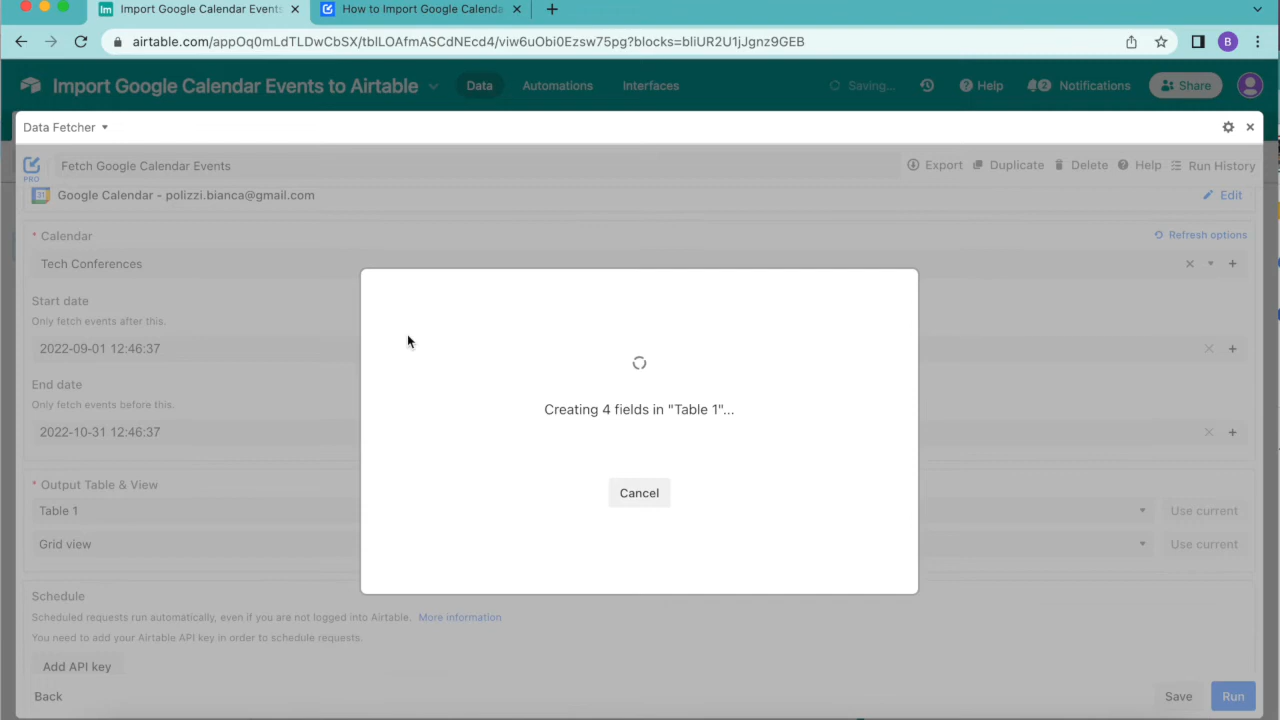 Import Google Calendar Events
How to Import Google Calenda
airtable.com/appOq0mLdTLDwCbSX/tblLOAfmASCdNEcd4/viw6uObi0Ezsw75pg?blocks=bliUR2U1jJgnz9GEB
B
Import Google Calendar Events to Airtable
Data
Automations
Interfaces
Saving...
Help
2
Notifications
Share
Data Fetcher
PRO
Fetch Google Calendar Events
Export
Duplicate
Delete
Help
Run History
31
Google Calendar - polizzi.bianca@gmail.com
Edit
* Calendar
Refresh options
Tech Conferences
Start date
Only fetch events after this.
2022-09-01 12:46:37
End date
Only fetch events before this.
2022-10-31 12:46:37
Creating 4 fields in "Table 1"...
Cancel
* Output Table & View
Table 1
Use current
Grid view
Use current
Schedule
Scheduled requests run automatically, even if you are not logged into Airtable. More information
You need to add your Airtable API key in order to schedule requests.
Add API key
Back
Save
Run